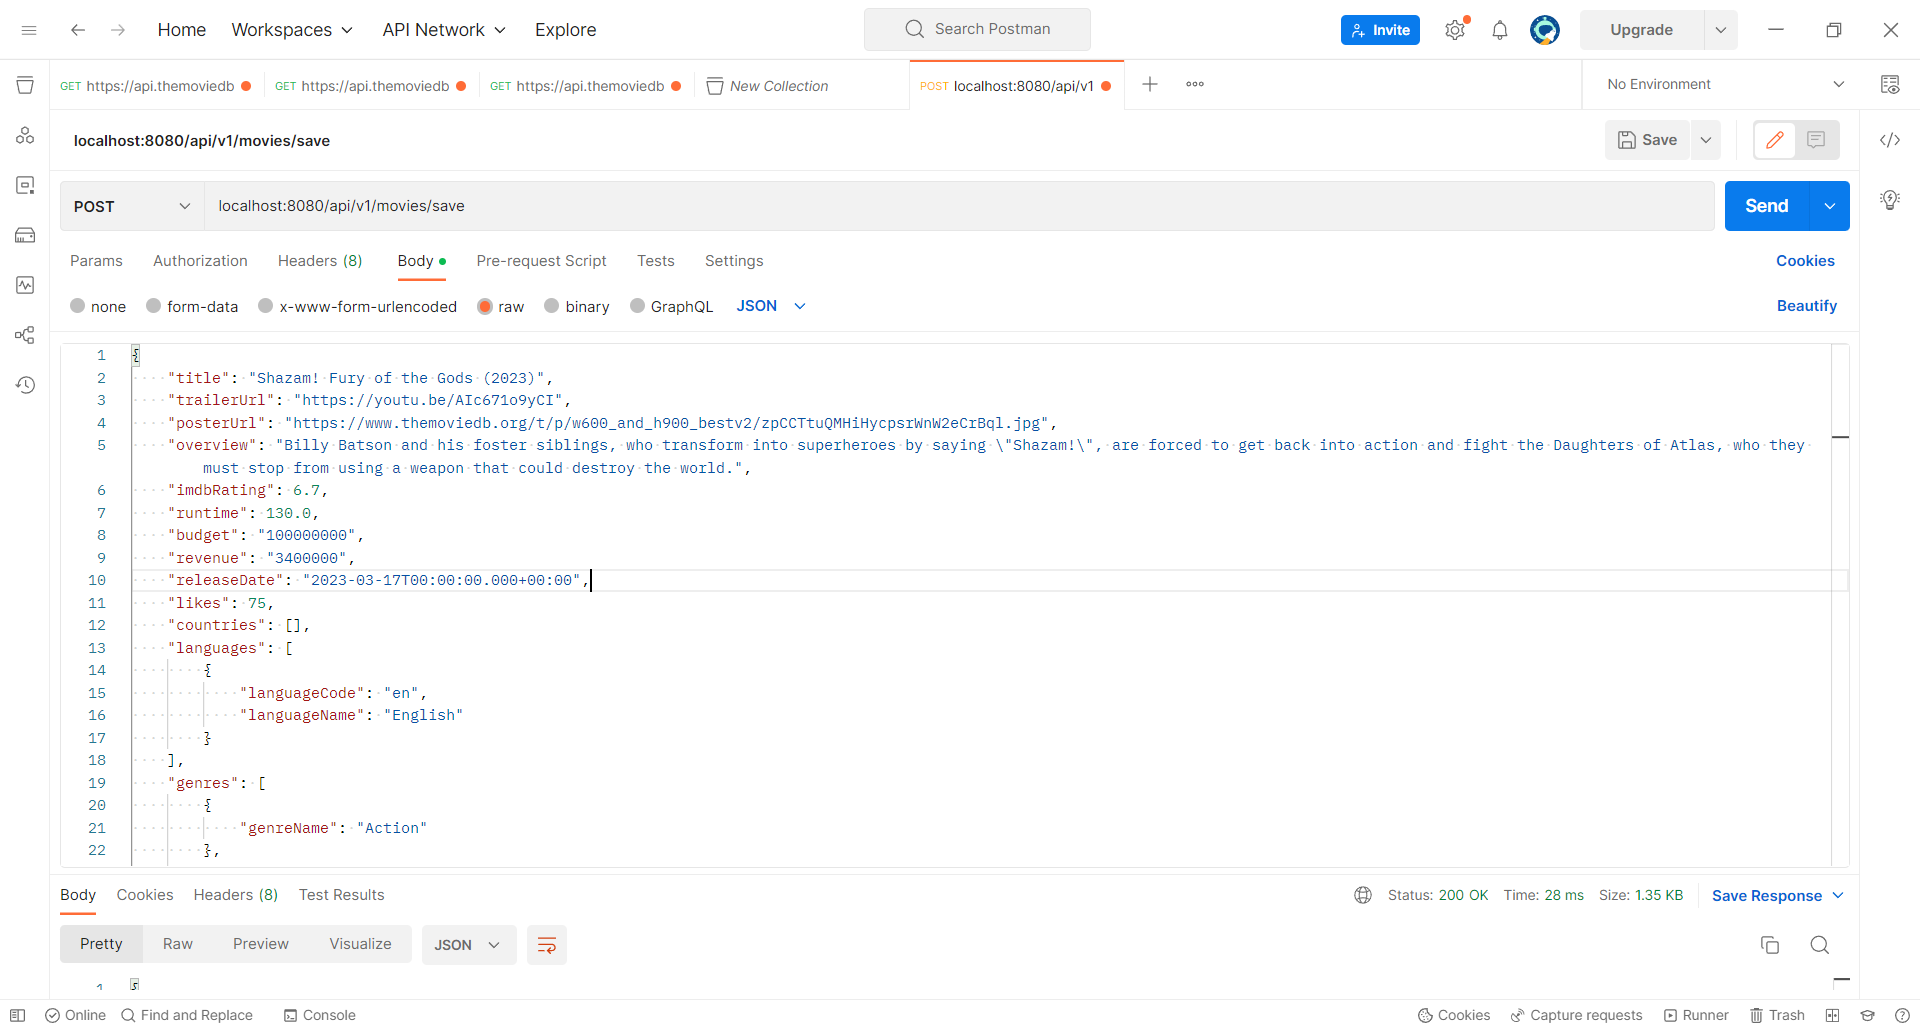 Home Workspaces API Network Explore Search Postman Invite Upgrade
GET https://api.themoviedb GET https://api.themoviedb GET https://api.themoviedb New Collection POST localhost:8080/api/v1 No Environment
localhost:8080/api/v1/movies/save Save
POST localhost:8080/api/v1/movies/save Send
Params Authorization Headers (8) Body Pre-request Script Tests Settings Cookies
none form-data x-www-form-urlencoded raw binary GraphQL JSON Beautify
1 {
2 "title": "Shazam! Fury of the Gods (2023)",
3 "trailerUrl": "https://youtu.be/AIc671o9yCI",
4 "posterUrl": "https://www.themoviedb.org/t/p/w600_and_h900_bestv2/zpCCTtuQMHiHycpsrWnW2eCrBql.jpg",
5 "overview": "Billy Batson and his foster siblings, who transform into superheroes by saying \"Shazam!\", are forced to get back into action and fight the Daughters of Atlas, who they
must stop from using a weapon that could destroy the world.",
6 "imdbRating": 6.7,
7 "runtime": 130.0,
8 "budget": "100000000",
9 "revenue": "3400000",
10 "releaseDate": "2023-03-17T00:00:00.000+00:00",
11 "likes": 75,
12 "countries": [],
13 "languages": [
14 {
15 "languageCode": "en",
16 "languageName": "English"
17 }
18 ],
19 "genres": [
20 {
21 "genreName": "Action"
22 },
Body Cookies Headers (8) Test Results Status: 200 OK Time: 28 ms Size: 1.35 KB Save Response
Pretty Raw Preview Visualize JSON
Online Find and Replace Console Cookies Capture requests Runner Trash